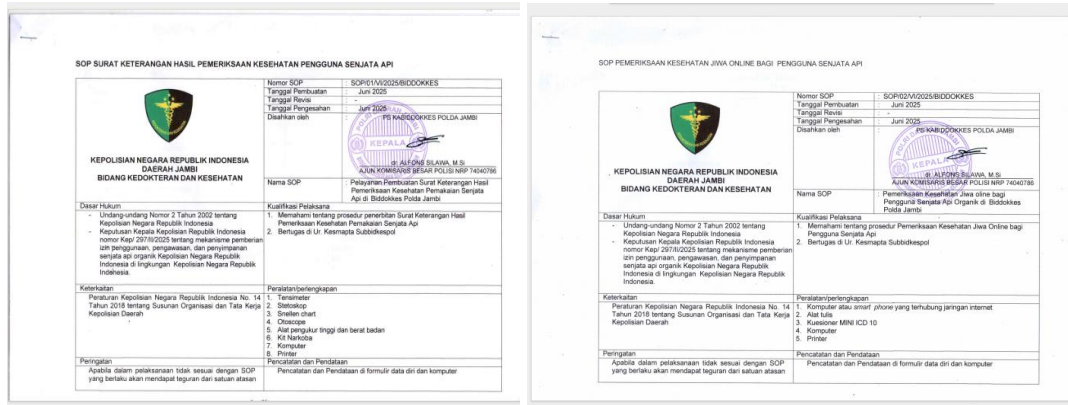 SOP SURAT KETERANGAN HASIL PEMERIKSAAN KESEHATAN PENGGUNA SENJATA API
KEPOLISIAN NEGARA REPUBLIK INDONESIA
DAERAH JAMBI
BIDANG KEDOKTERAN DAN KESEHATAN
Nomor SOP : SOP/01/VI/2025/BIDDOKKES
Tanggal Pembuatan : Juni 2025
Tanggal Revisi : -
Tanggal Pengesahan : Juni 2025
Disahkan oleh : PS KABIDDOKKES POLDA JAMBI
KEPALA
dr. ALFONS SILAWA, M.Si
AJUN KOMISARIS BESAR POLISI NRP 74040786
Nama SOP : Pelayanan Pembuatan Surat Keterangan Hasil
Pemeriksaan Kesehatan Pemakaian Senjata
Api di Biddokkes Polda Jambi
Dasar Hukum
- Undang-undang Nomor 2 Tahun 2002 tentang
Kepolisian Negara Republik Indonesia
- Keputusan Kepala Kepolisian Republik Indonesia
nomor Kep/ 297/II/2025 tentang mekanisme pemberian
izin penggunaan, pengawasan, dan penyimpanan
senjata api organik Kepolisian Negara Republik
Indonesia di lingkungan Kepolisian Negara Republik
Indonesia.
Kualifikasi Pelaksana
1. Memahami tentang prosedur penerbitan Surat Keterangan Hasil
Pemeriksaan Kesehatan Pemakaian Senjata Api
2. Bertugas di Ur. Kesmapta Subbidkespol
Keterkaitan
Peraturan Kepolisian Negara Republik Indonesia No. 14
Tahun 2018 tentang Susunan Organisasi dan Tata Kerja
Kepolisian Daerah
Peralatan/perlengkapan
1. Tensimeter
2. Stetoskop
3. Snellen chart
4. Otoscope
5. Alat pengukur tinggi dan berat badan
6. Kit Narkoba
7. Komputer
8. Printer
Peringatan
Apabila dalam pelaksanaan tidak sesuai dengan SOP
yang berlaku akan mendapat teguran dari satuan atasan
Pencatatan dan Pendataan
Pencatatan dan Pendataan di formulir data diri dan komputer
SOP PEMERIKSAAN KESEHATAN JIWA ONLINE BAGI PENGGUNA SENJATA API
KEPOLISIAN NEGARA REPUBLIK INDONESIA
DAERAH JAMBI
BIDANG KEDOKTERAN DAN KESEHATAN
Nomor SOP : SOP/02/VI/2025/BIDDOKKES
Tanggal Pembuatan : Juni 2025
Tanggal Revisi : -
Tanggal Pengesahan : Juni 2025
Disahkan oleh : PS KABIDDOKKES POLDA JAMBI
KEPALA
dr. ALFONS SILAWA, M.Si
AJUN KOMISARIS BESAR POLISI NRP 74040786
Nama SOP : Pemeriksaan Kesehatan Jiwa oline bagi
Pengguna Senjata Api Organik di Biddokkes
Polda Jambi
Dasar Hukum
- Undang-undang Nomor 2 Tahun 2002 tentang
Kepolisian Negara Republik Indonesia
- Keputusan Kepala Kepolisian Republik Indonesia
nomor Kep/ 297/II/2025 tentang mekanisme pemberian
izin penggunaan, pengawasan, dan penyimpanan
senjata api organik Kepolisian Negara Republik
Indonesia di lingkungan Kepolisian Negara Republik
Indonesia.
Kualifikasi Pelaksana
1. Memahami tentang prosedur Pemeriksaan Kesehatan Jiwa Online bagi
Pengguna Senjata Api
2. Bertugas di Ur. Kesmapta Subbidkespol
Keterkaitan
Peraturan Kepolisian Negara Republik Indonesia No. 14
Tahun 2018 tentang Susunan Organisasi dan Tata Kerja
Kepolisian Daerah
Peralatan/perlengkapan
1. Komputer atau smart phone yang terhubung jaringan internet
2. Alat tulis
3. Kuesioner MINI ICD 10
4. Komputer
5. Printer
Peringatan
Apabila dalam pelaksanaan tidak sesuai dengan SOP
yang berlaku akan mendapat teguran dari satuan atasan
Pencatatan dan Pendataan
Pencatatan dan Pendataan di formulir data diri dan komputer